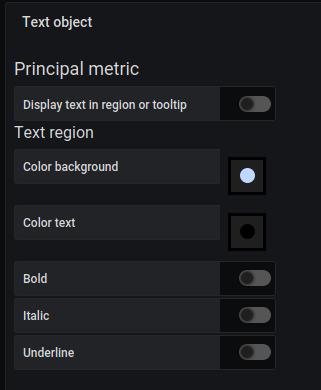 Text object
Principal metric
Display text in region or tooltip
Text region
Color background
Color text
Bold
Italic
Underline